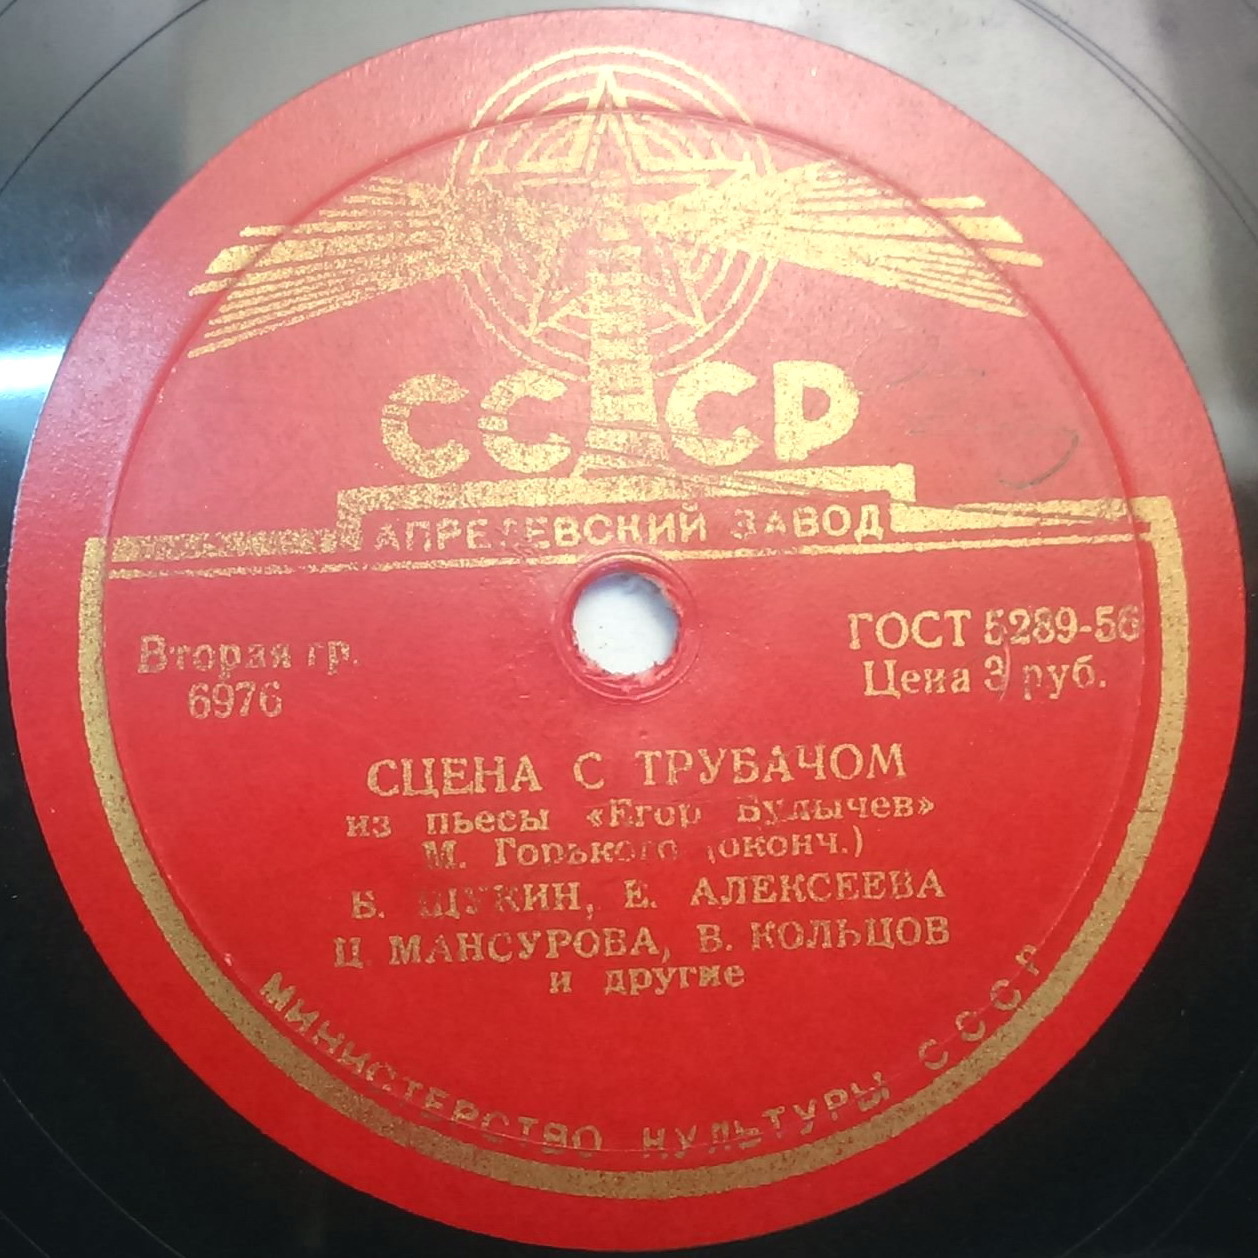 СССР
АПРЕЛЕВСКИЙ ЗАВОД
Вторая гр.
6976
ГОСТ 5289-56
Цена 3 руб.
СЦЕНА С ТРУБАЧОМ
из пьесы «Егор Булычев»
М. Горького (оконч.)
Б. ЩУКИН, Е. АЛЕКСЕЕВА
Ц. МАНСУРОВА, В. КОЛЬЦОВ
и другие
МИНИСТЕРСТВО КУЛЬТУРЫ СССР